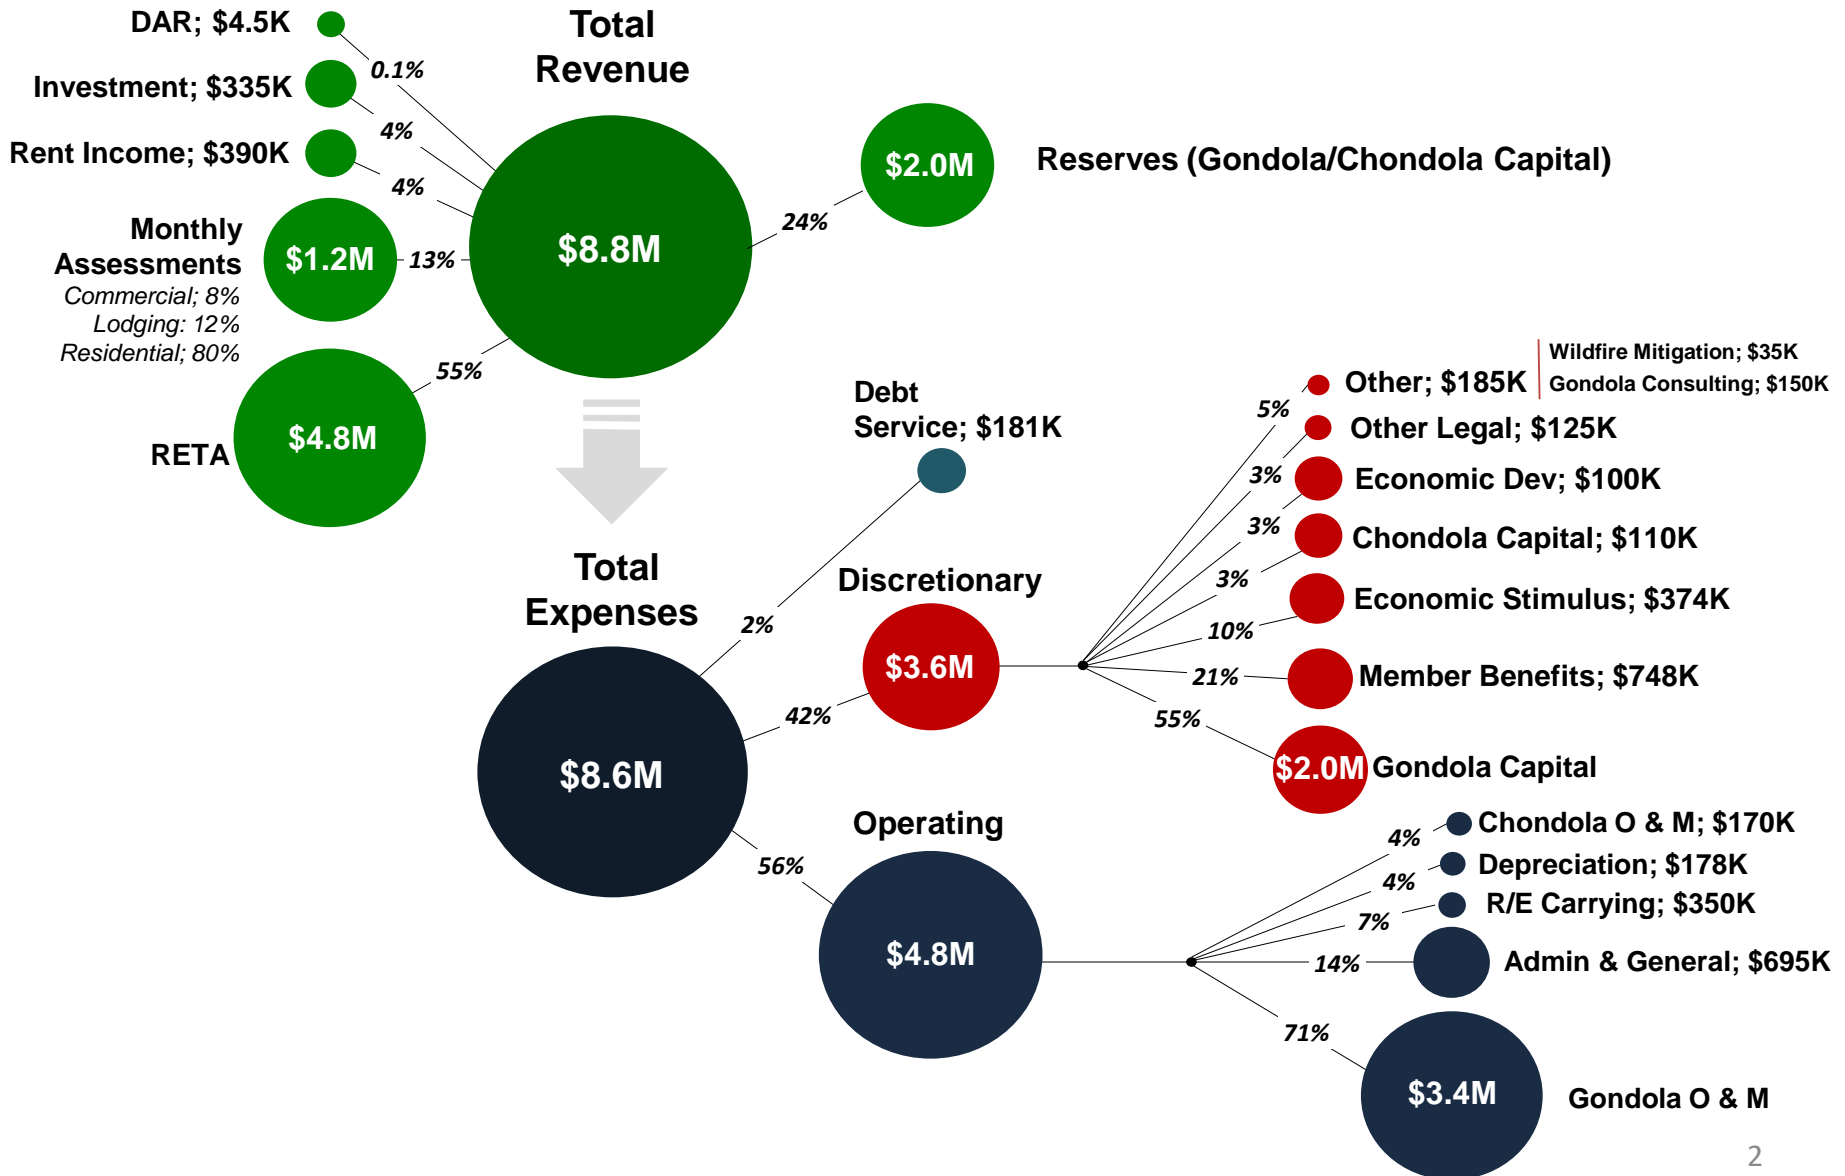 DAR; $4.5K
Investment; $335K
Rent Income; $390K
Monthly
Assessments
Commercial; 8%
Lodging: 12%
Residential; 80%
$1.2M
RETA
$4.8M
0.1%
4%
4%
13%
55%
Total
Revenue
$8.8M
24%
$2.0M
Reserves (Gondola/Chondola Capital)
Total
Expenses
$8.6M
2%
42%
56%
Debt
Service; $181K
Discretionary
$3.6M
5%
3%
3%
3%
10%
21%
55%
Other; $185K
Wildfire Mitigation; $35K
Gondola Consulting; $150K
Other Legal; $125K
Economic Dev; $100K
Chondola Capital; $110K
Economic Stimulus; $374K
Member Benefits; $748K
$2.0M Gondola Capital
Operating
$4.8M
4%
4%
7%
14%
71%
Chondola O & M; $170K
Depreciation; $178K
R/E Carrying; $350K
Admin & General; $695K
$3.4M
Gondola O & M
2